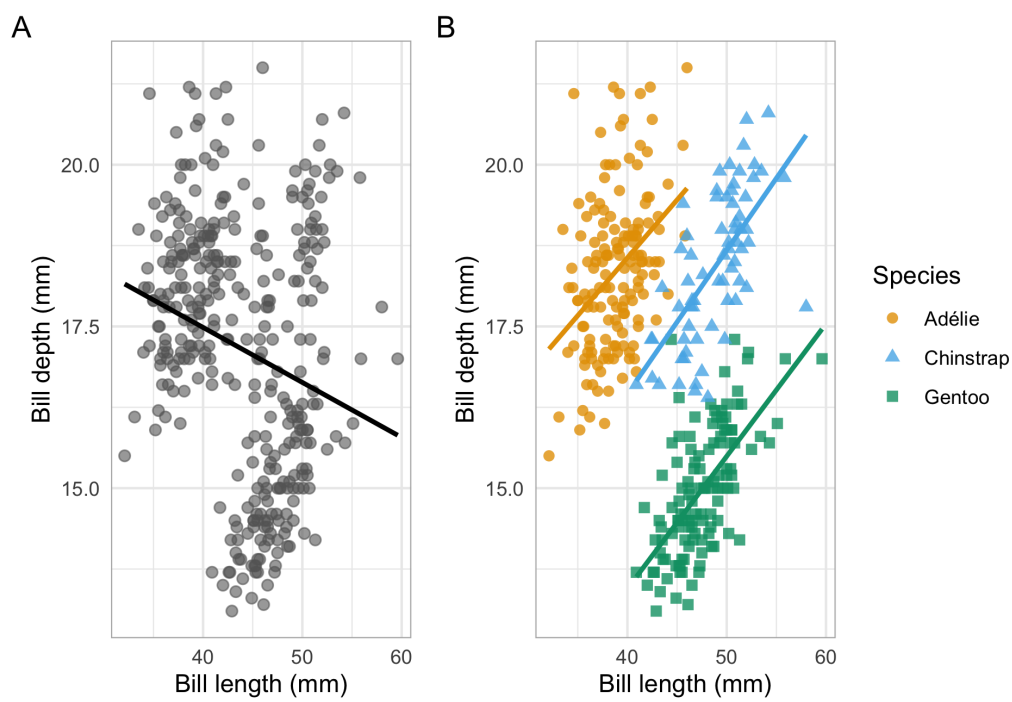 A
B
Bill depth (mm)
20.0
17.5
15.0
40
50
60
Bill length (mm)
Bill depth (mm)
20.0
17.5
15.0
40
50
60
Bill length (mm)
Species
Adélie
Chinstrap
Gentoo